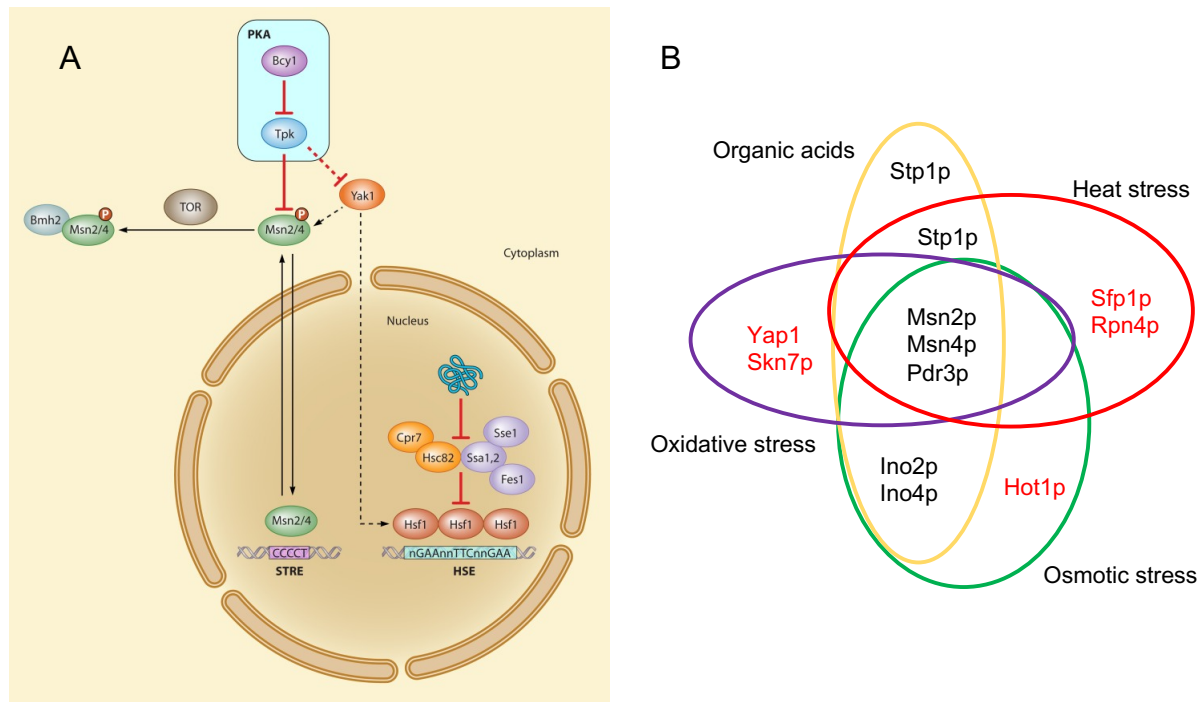 A
PKA
Bcy1
Tpk
Yak1
TOR
P
P
Bmh2
Msn2/4
Msn2/4
Cytoplasm
Nucleus
Cpr7
Sse1
Hsc82
Ssa1,2
Fes1
Msn2/4
Hsf1
Hsf1
Hsf1
CCCCT
nGAAnnTTCnnGAA
STRE
HSE
B
Organic acids
Stp1p
Heat stress
Stp1p
Sfp1p
Rpn4p
Msn2p
Msn4p
Pdr3p
Yap1
Skn7p
Oxidative stress
Ino2p
Ino4p
Hot1p
Osmotic stress